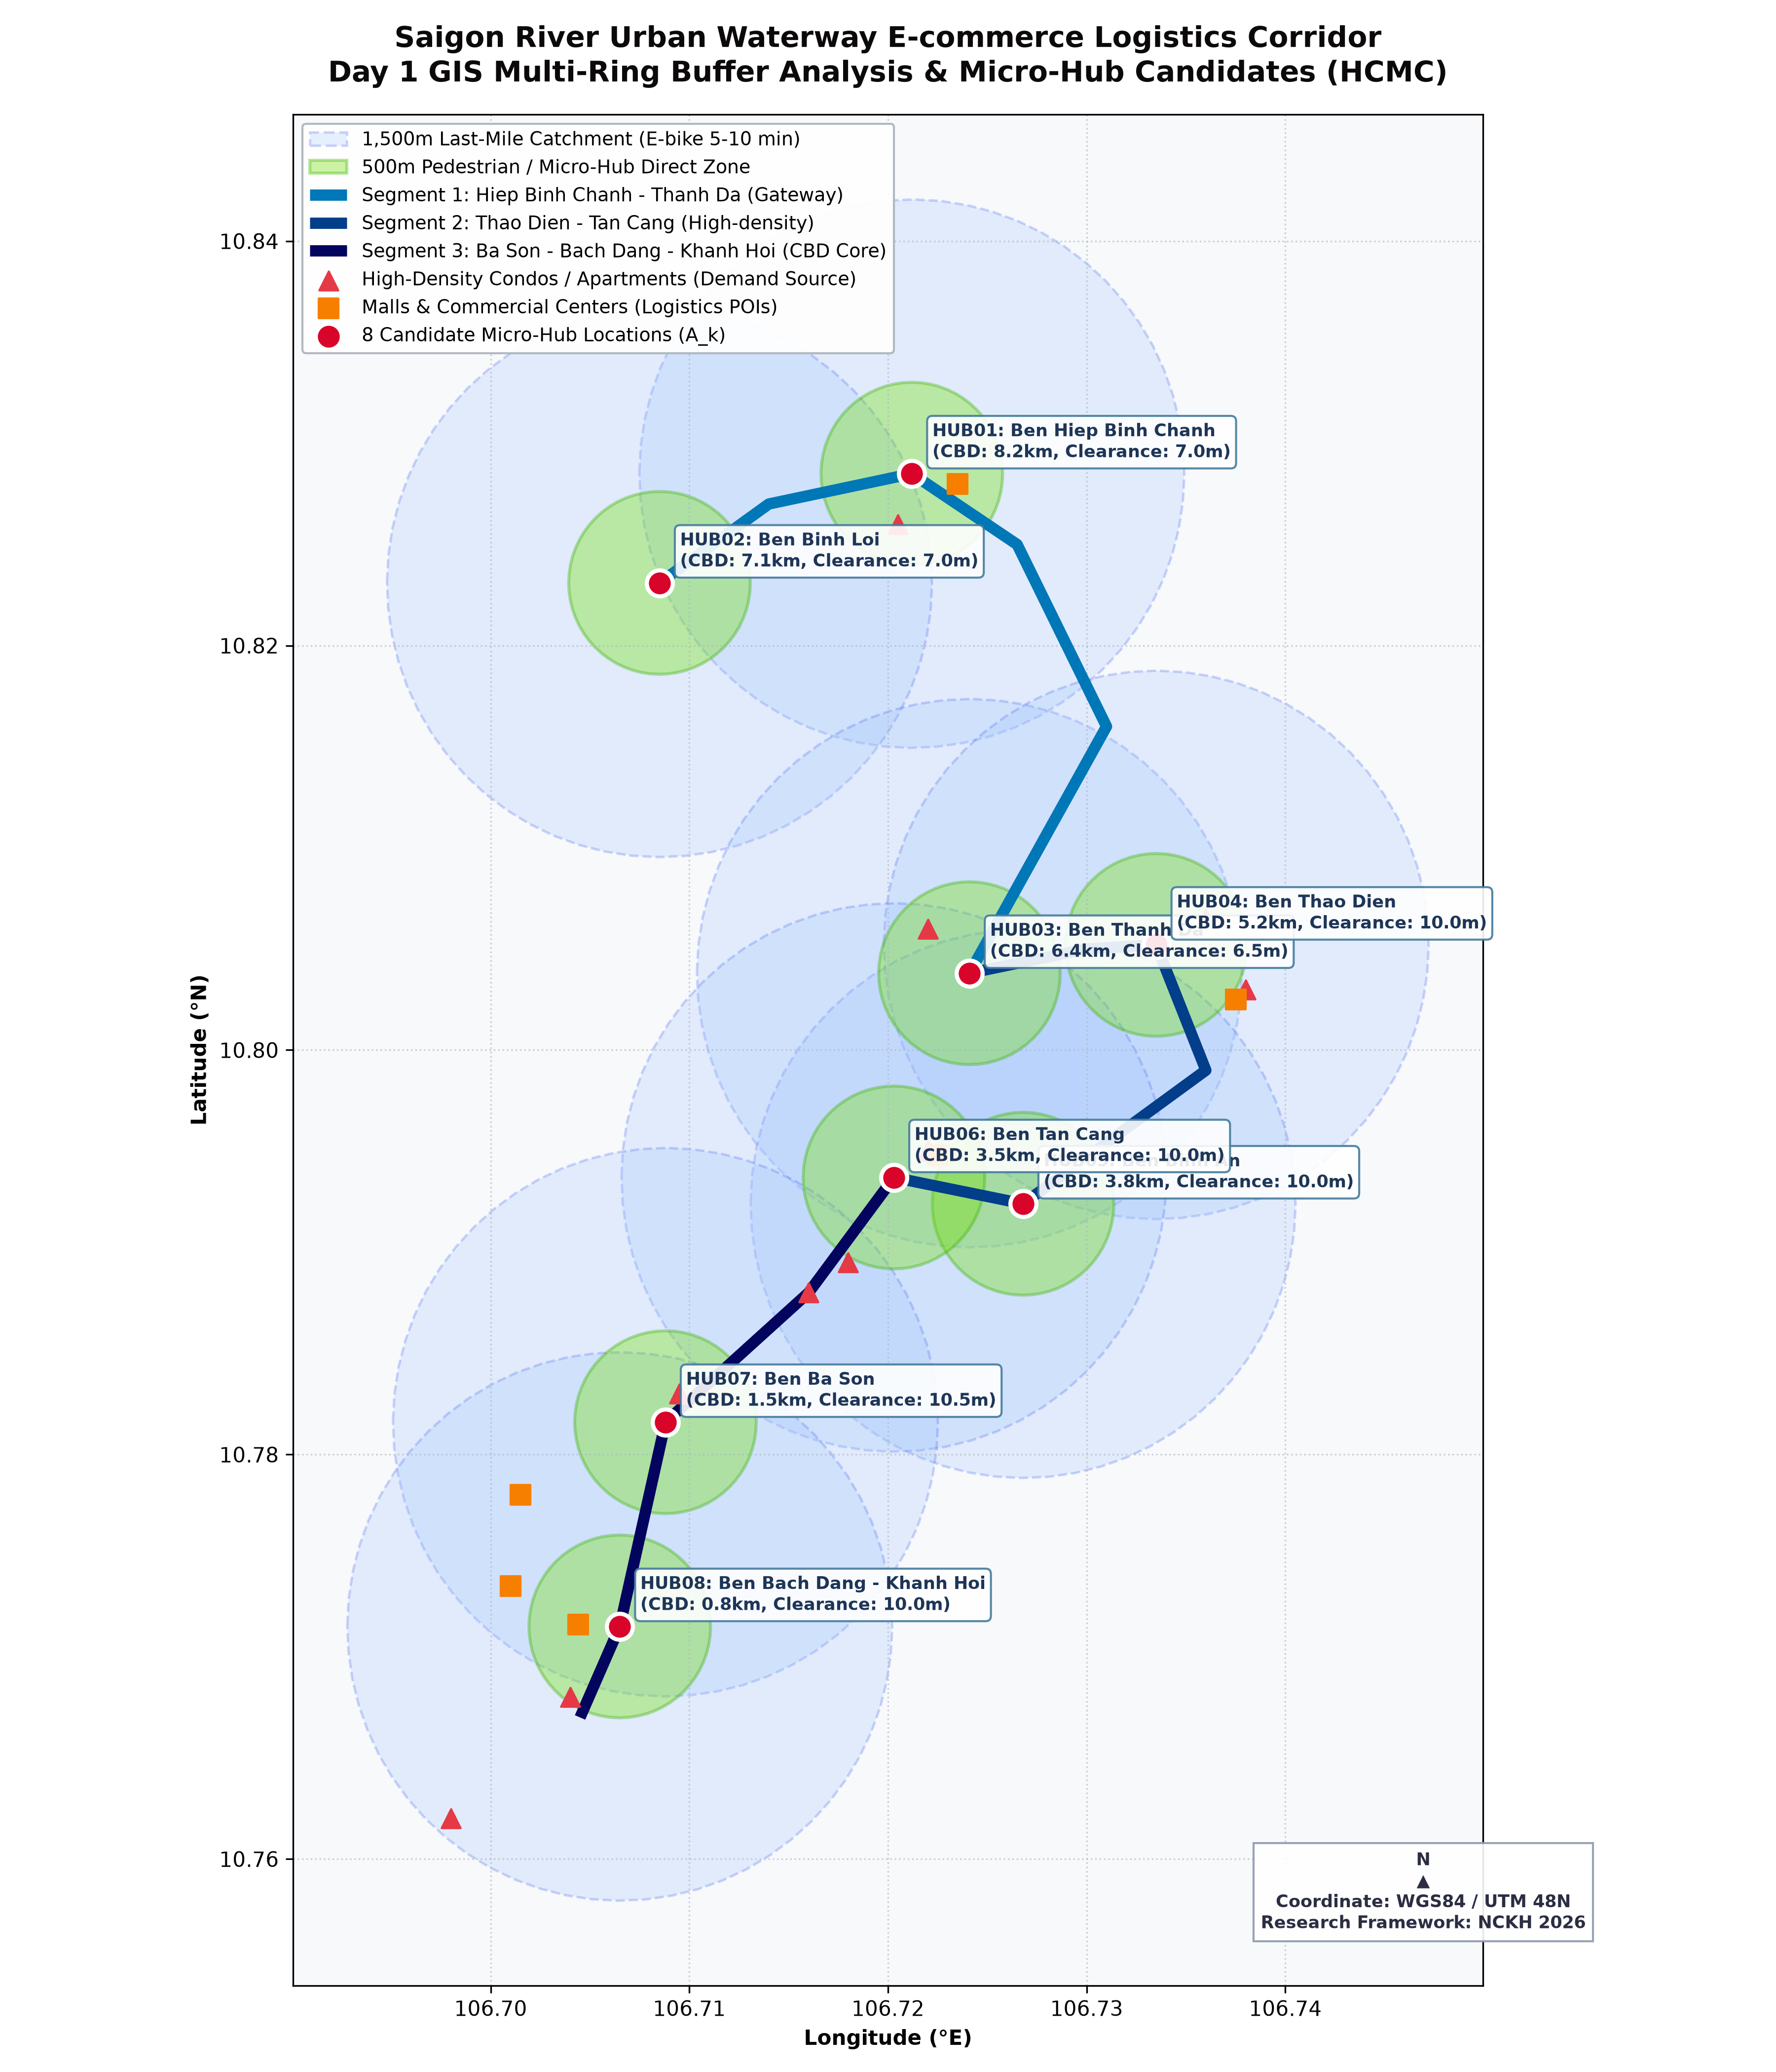 Saigon River Urban Waterway E-commerce Logistics Corridor
Day 1 GIS Multi-Ring Buffer Analysis & Micro-Hub Candidates (HCMC)
1,500m Last-Mile Catchment (E-bike 5-10 min)
500m Pedestrian / Micro-Hub Direct Zone
Segment 1: Hiep Binh Chanh - Thanh Da (Gateway)
Segment 2: Thao Dien - Tan Cang (High-density)
Segment 3: Ba Son - Bach Dang - Khanh Hoi (CBD Core)
High-Density Condos / Apartments (Demand Source)
Malls & Commercial Centers (Logistics POIs)
8 Candidate Micro-Hub Locations (A_k)
10.84
HUB01: Ben Hiep Binh Chanh
(CBD: 8.2km, Clearance: 7.0m)
HUB02: Ben Binh Loi
(CBD: 7.1km, Clearance: 7.0m)
10.82
HUB04: Ben Thao Dien
(CBD: 5.2km, Clearance: 10.0m)
HUB03: Ben Thanh
(CBD: 6.4km, Clearance: 6.5m)
10.80
Latitude (°N)
HUB06: Ben Tan Cang
(CBD: 3.5km, Clearance: 10.0m)
(CBD: 3.8km, Clearance: 10.0m)
HUB07: Ben Ba Son
(CBD: 1.5km, Clearance: 10.5m)
10.78
HUB08: Ben Bach Dang - Khanh Hoi
(CBD: 0.8km, Clearance: 10.0m)
10.76
N
Coordinate: WGS84 / UTM 48N
Research Framework: NCKH 2026
106.70 106.71 106.72 106.73 106.74
Longitude (°E)